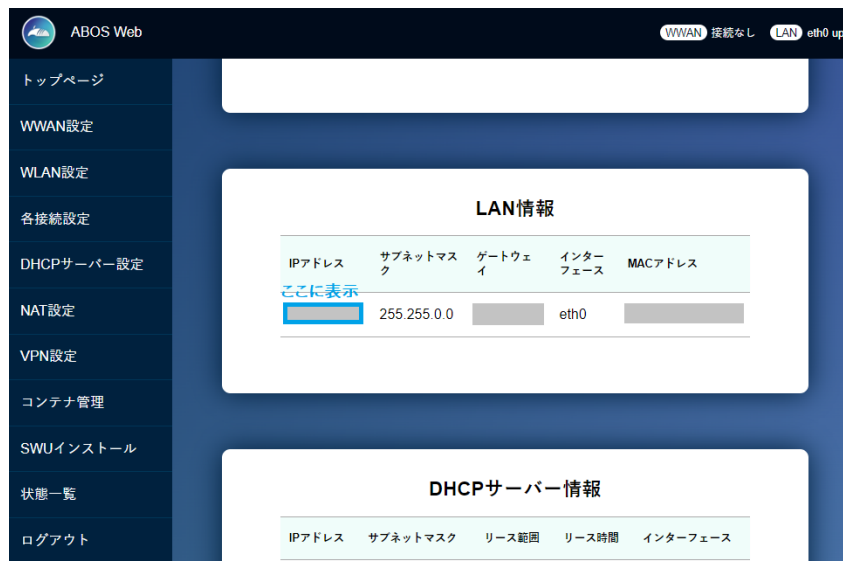 ABOS Web
WWAN 接続なし LAN eth0 up
トップページ
WWAN設定
WLAN設定
各接続設定
DHCPサーバー設定
NAT設定
VPN設定
コンテナ管理
SWUインストール
状態一覧
ログアウト
LAN情報
IPアドレス サブネットマスク ゲートウェイ インターフェース MACアドレス
ここに表示
255.255.0.0 eth0
DHCPサーバー情報
IPアドレス サブネットマスク リース範囲 リース時間 インターフェース